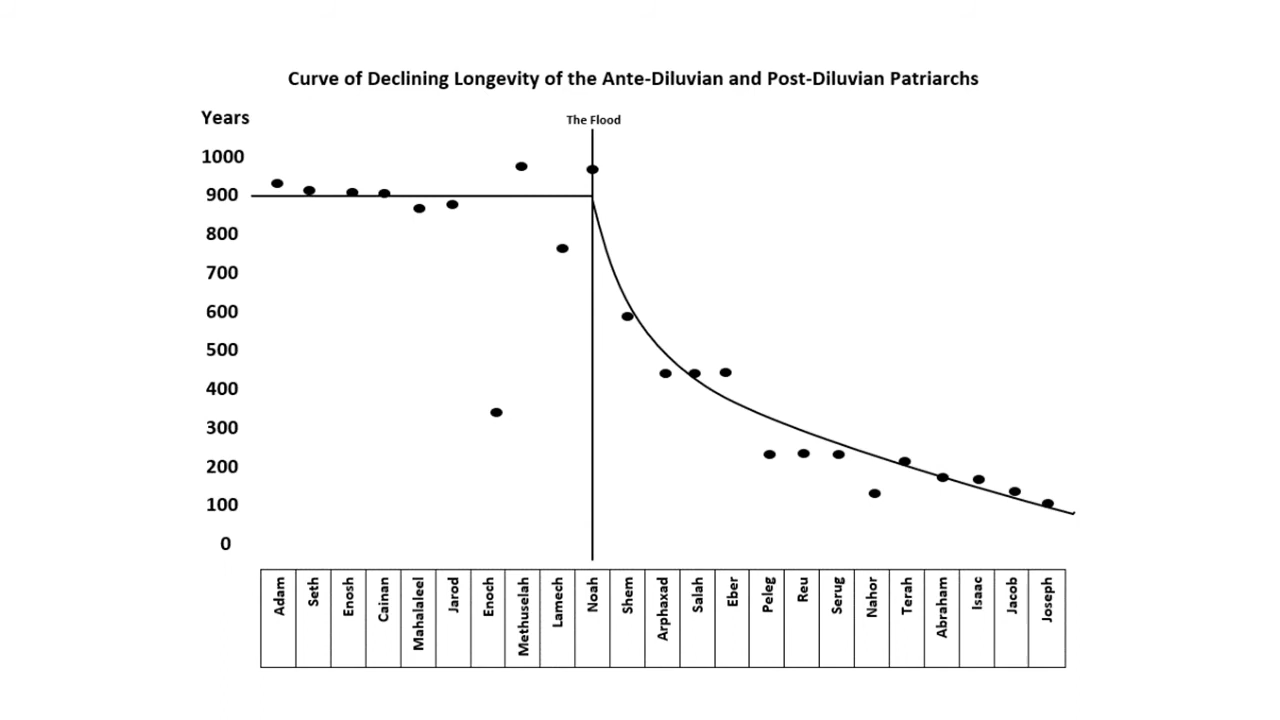 Curve of Declining Longevity of the Ante-Diluvian and Post-Diluvian Patriarchs
Years
The Flood
1000
900
800
700
600
500
400
300
200
100
0
Adam
Seth
Enosh
Cainan
Mahalaleel
Jarod
Enoch
Methuselah
Lamech
Noah
Shem
Arphaxad
Salah
Eber
Peleg
Reu
Serug
Nahor
Terah
Abraham
Isaac
Jacob
Joseph